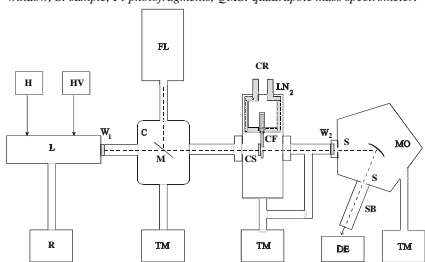 window, S: sample, F: photofragments, QMS: quadrupole mass spectrometer.
FL
CR
LN2
H
HV
W1
C
W2
S
MO
CF
L
M
CS
S
SB
R
TM
TM
DE
TM